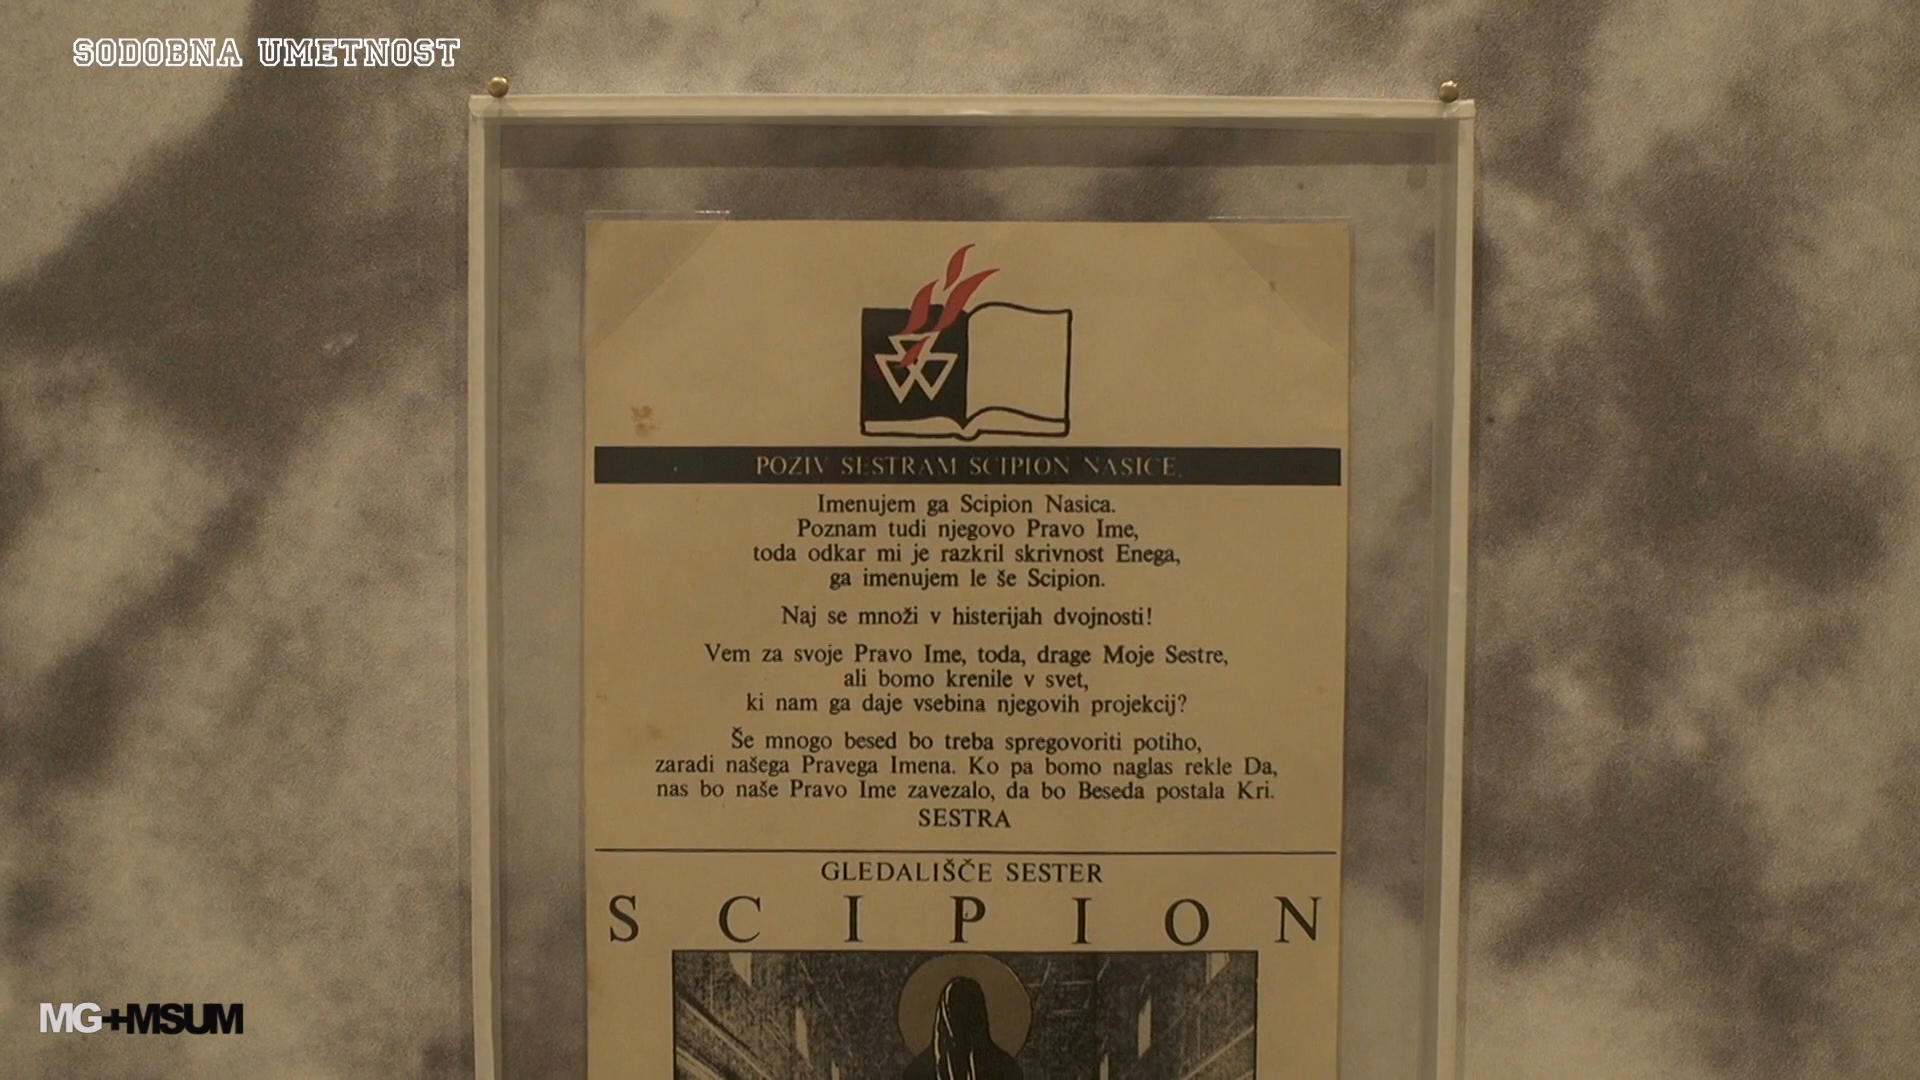 SODOBNA UMETNOST
POZIV SESTRAM SCIPION NASICE
Imenujem ga Scipion Nasica.
Poznam tudi njegovo Pravo Ime,
toda odkar mi je razkril skrivnost Enega,
ga imenujem le še Scipion.
Naj se množi v histerijah dvojnosti!
Vem za svoje Pravo Ime, toda, drage Moje Sestre,
ali bomo krenile v svet,
ki nam ga daje vsebina njegovih projekcij?
Še mnogo besed bo treba spregovoriti potiho,
zaradi našega Pravega Imena. Ko pa bomo naglas rekle Da,
nas bo naše Pravo Ime zavezalo, da bo Beseda postala Kri.
SESTRA
GLEDALIŠČE SESTER
SCIPION
MG+MSUM